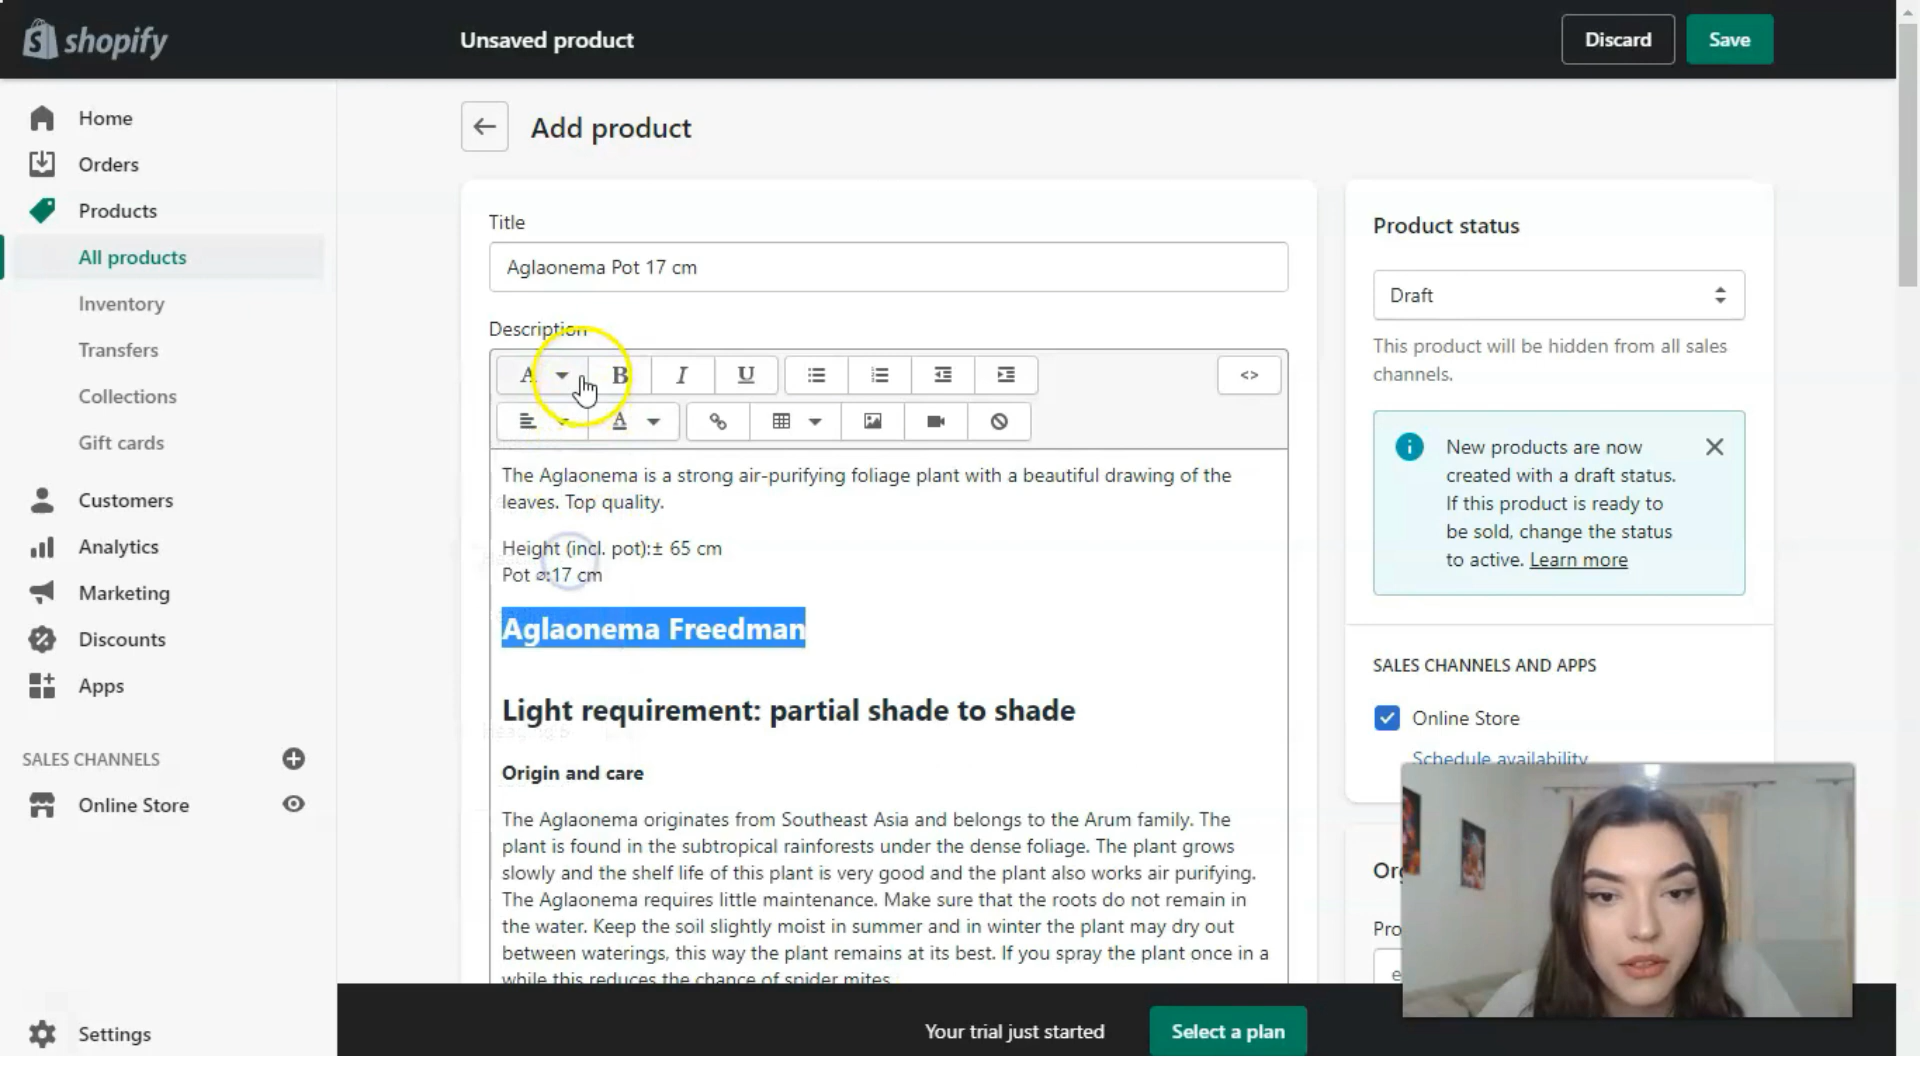 shopify
Unsaved product
Discard
Save
Home
Orders
Products
All products
Inventory
Transfers
Collections
Gift cards
Customers
Analytics
Marketing
Discounts
Apps
SALES CHANNELS
Online Store
Settings
Add product
Title
Aglaonema Pot 17 cm
Description
A
B
I
U
<>
A
The Aglaonema is a strong air-purifying foliage plant with a beautiful drawing of the
leaves. Top quality.
Height (incl. pot):± 65 cm
Pot ⌀:17 cm
Aglaonema Freedman
Light requirement: partial shade to shade
Origin and care
The Aglaonema originates from Southeast Asia and belongs to the Arum family. The
plant is found in the subtropical rainforests under the dense foliage. The plant grows
slowly and the shelf life of this plant is very good and the plant also works air purifying.
The Aglaonema requires little maintenance. Make sure that the roots do not remain in
the water. Keep the soil slightly moist in summer and in winter the plant may dry out
between waterings, this way the plant remains at its best. If you spray the plant once in a
while this reduces the chance of spider mites.
Product status
Draft
This product will be hidden from all sales
channels.
New products are now
created with a draft status.
If this product is ready to
be sold, change the status
to active. Learn more
SALES CHANNELS AND APPS
Online Store
Schedule availability
Your trial just started
Select a plan